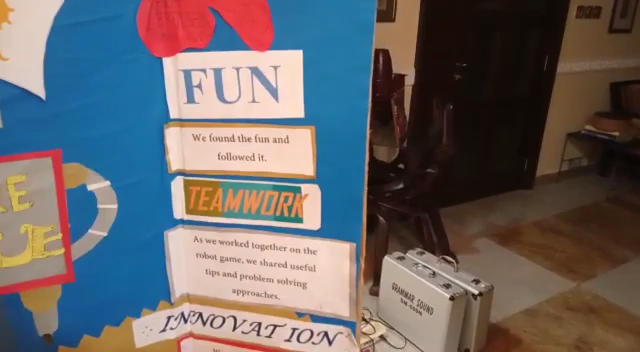 FUN
We found the fun and
followed it.
TEAMWORK
As we worked together on the
robot game, we shared useful
tips and problem solving
approaches.
INNOVATION
GRAMMAR SOUND